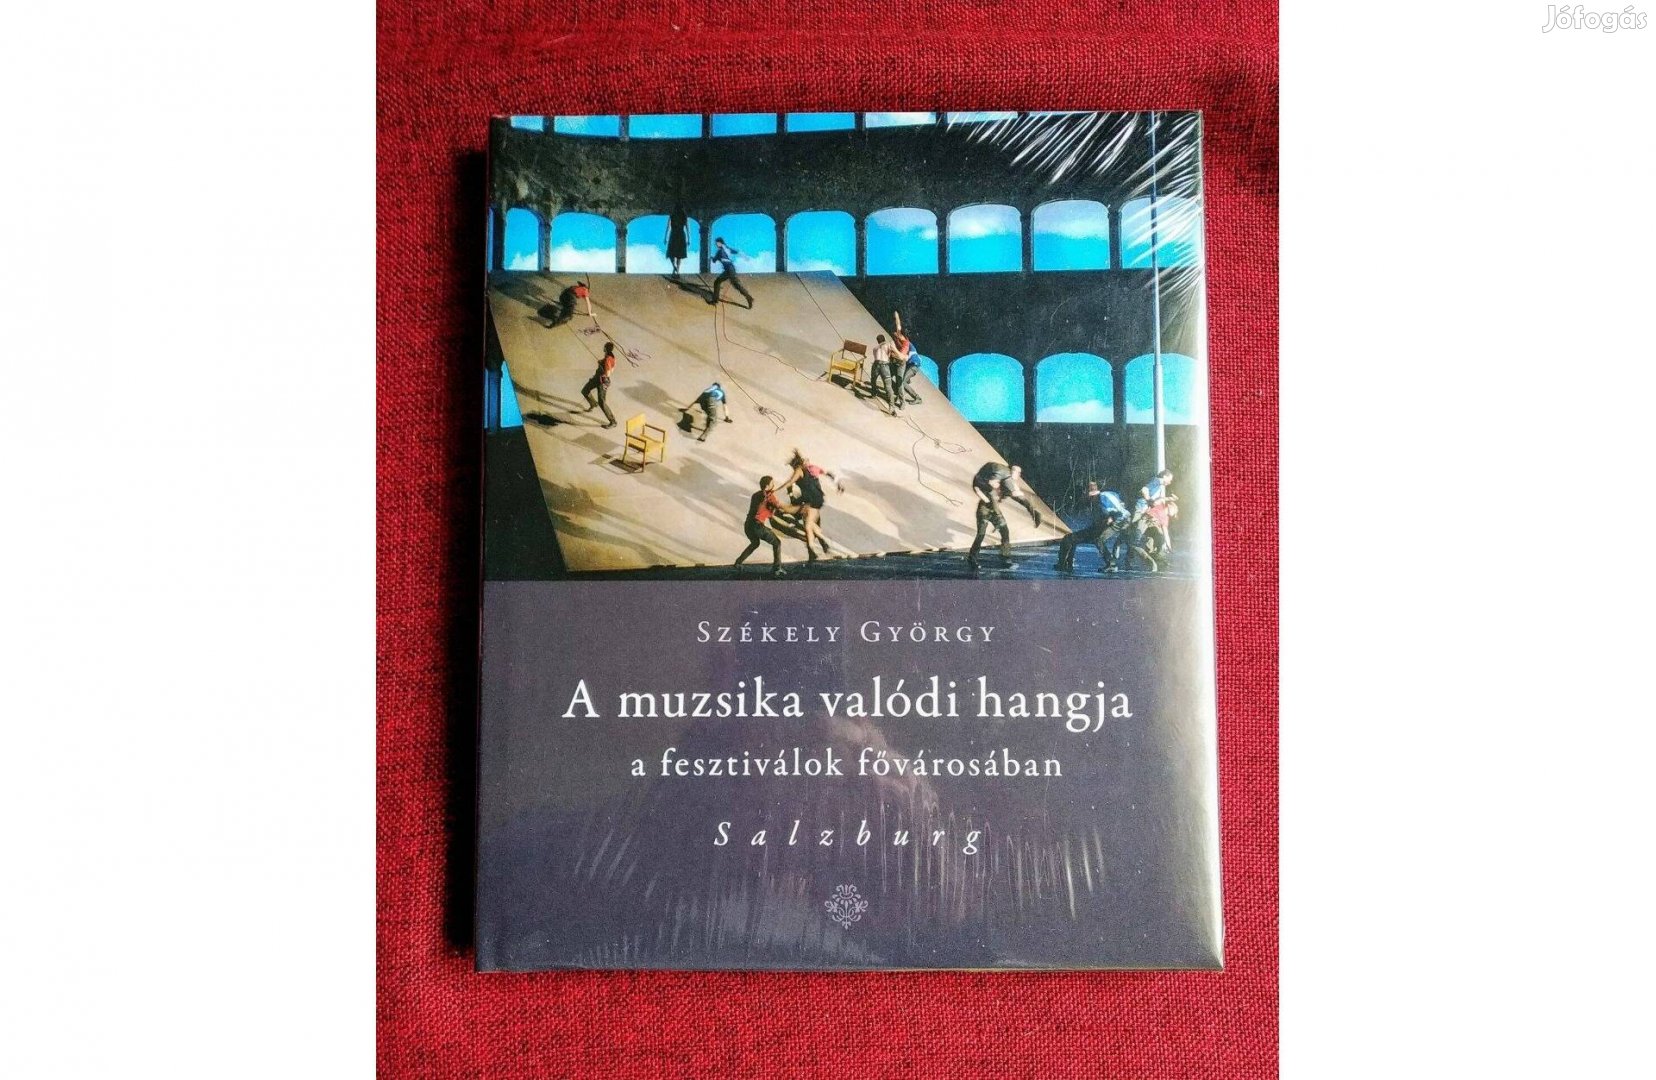 Jófogás
SZÉKELY GYÖRGY
A muzsika valódi hangja
a fesztiválok fővárosában
Salzburg